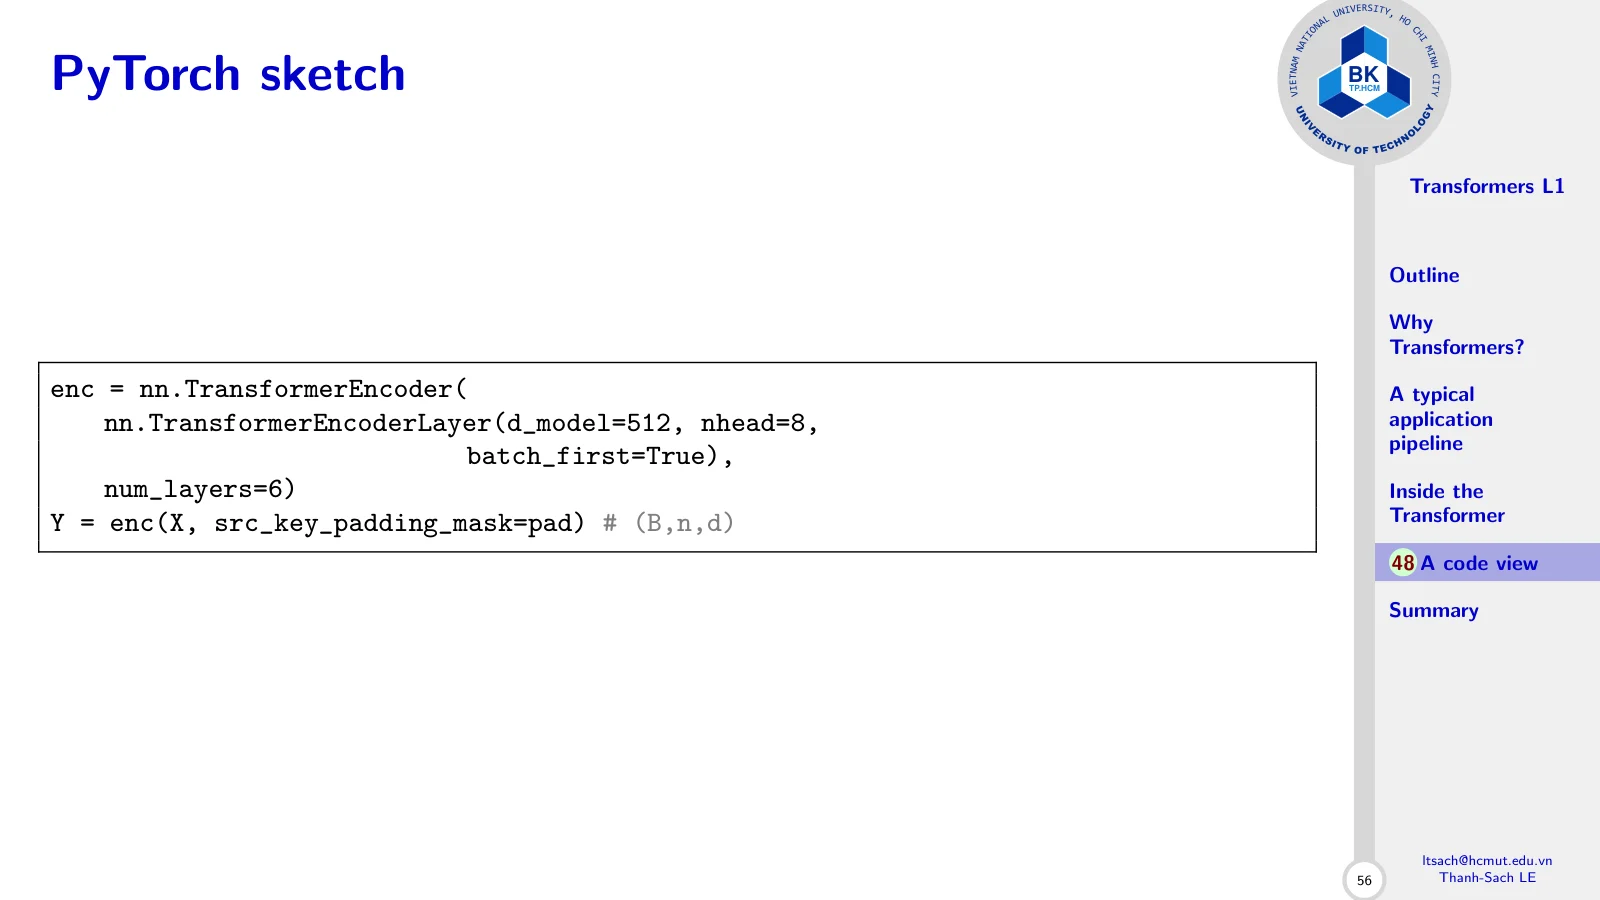 PyTorch sketch
enc = nn.TransformerEncoder(
    nn.TransformerEncoderLayer(d_model=512, nhead=8,
                               batch_first=True),
    num_layers=6)
Y = enc(X, src_key_padding_mask=pad) # (B,n,d)
VIETNAM NATIONAL UNIVERSITY, HO CHI MINH CITY
BK
TP.HCM
UNIVERSITY OF TECHNOLOGY
Transformers L1
Outline
Why
Transformers?
A typical
application
pipeline
Inside the
Transformer
48 A code view
Summary
ltsach@hcmut.edu.vn
Thanh-Sach LE
56